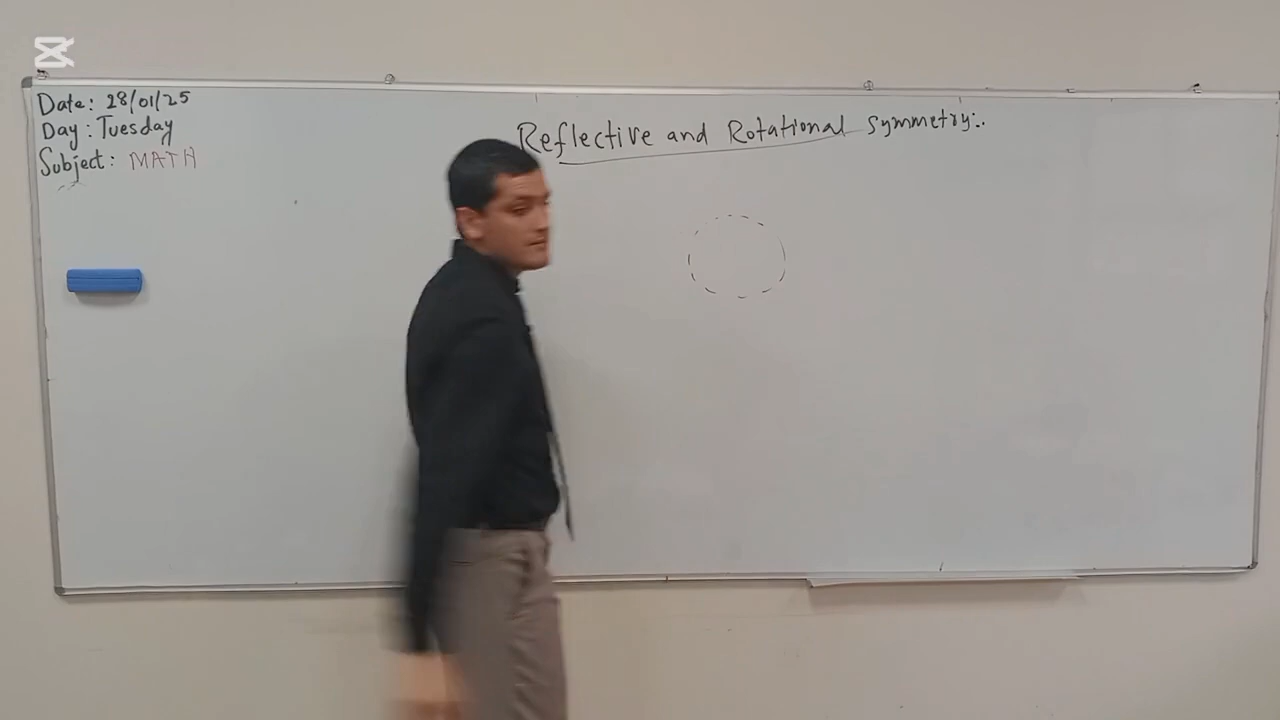 Date: 28/01/25
Day: Tuesday
Subject: MATH
Reflective and Rotational Symmetry:.